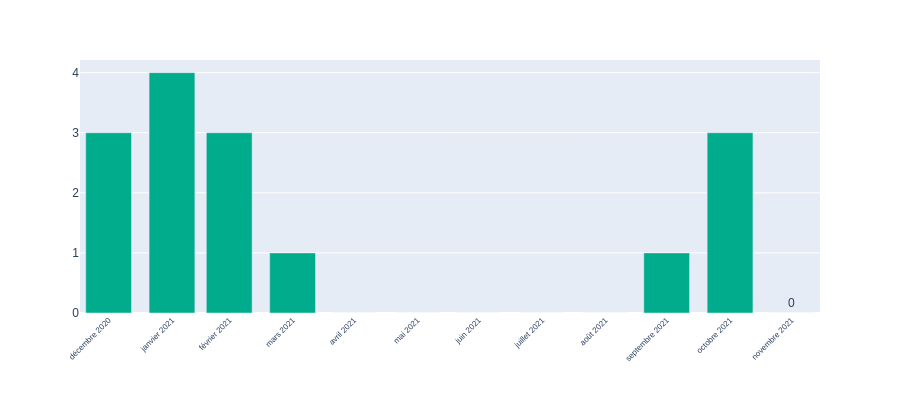 4
3
2
1
0
0
décembre 2020
janvier 2021
février 2021
mars 2021
avril 2021
mai 2021
juin 2021
juillet 2021
août 2021
septembre 2021
octobre 2021
novembre 2021